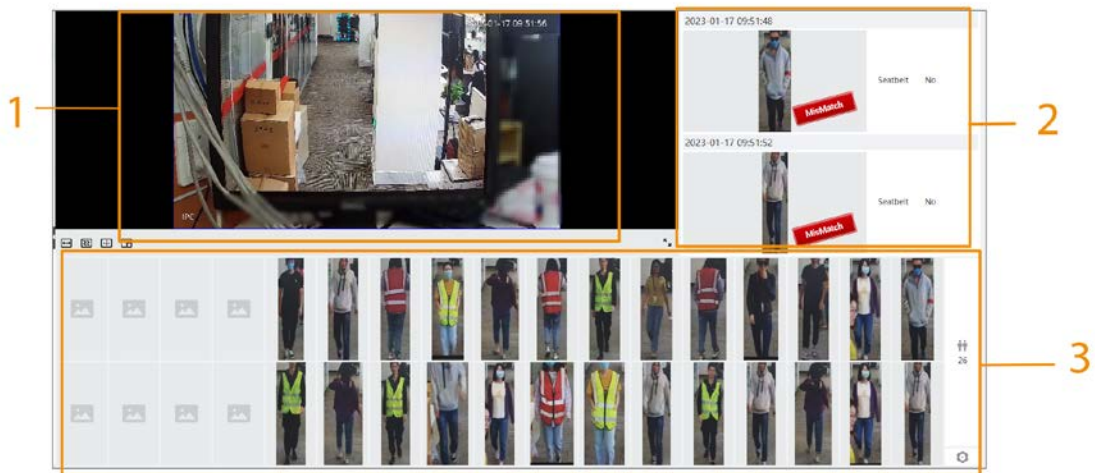 1
2023-01-17 09:51:56
IPC
2023-01-17 09:51:48
Seatbelt No
MisMatch
2
2023-01-17 09:51:52
Seatbelt No
MisMatch
3
26